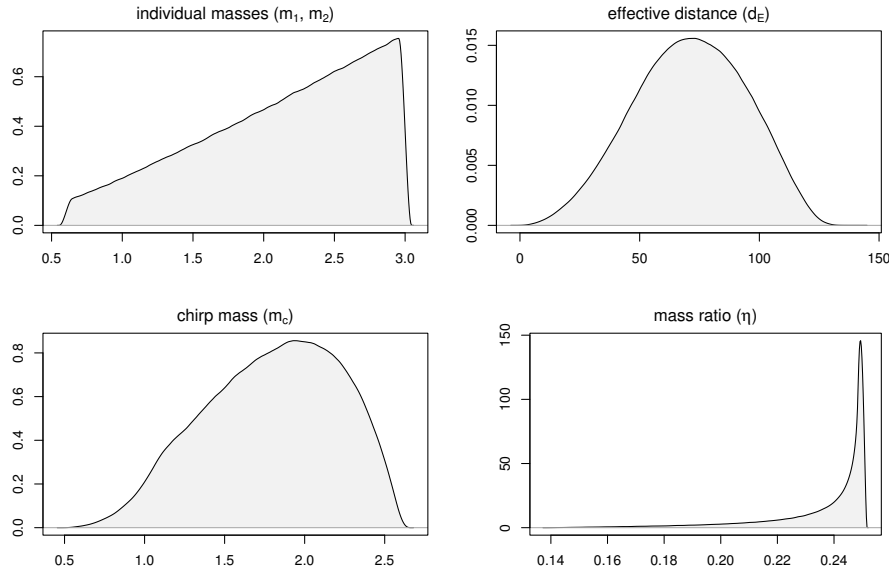 individual masses (m₁, m₂)
0.0 0.2 0.4 0.6
0.5 1.0 1.5 2.0 2.5 3.0
effective distance (d_E)
0.000 0.005 0.010 0.015
0 50 100 150
chirp mass (m_c)
0.0 0.2 0.4 0.6 0.8
0.5 1.0 1.5 2.0 2.5
mass ratio (η)
0 50 100 150
0.14 0.16 0.18 0.20 0.22 0.24